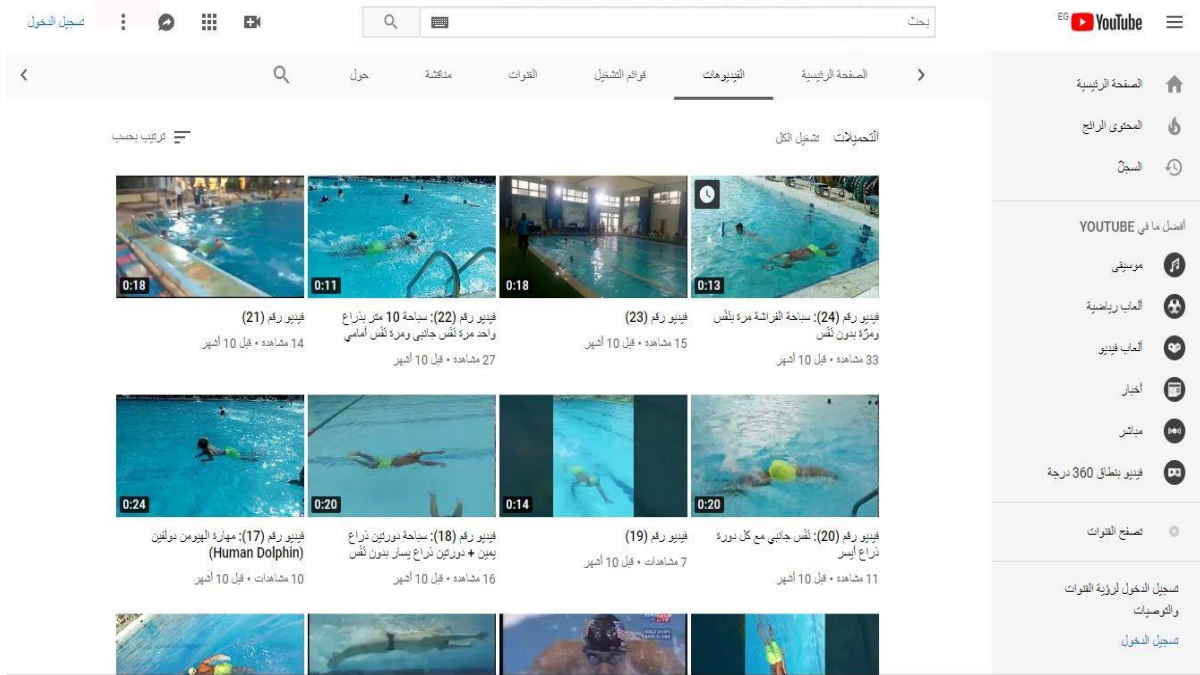 EG YouTube
بحث
تسجيل الدخول
الصفحة الرئيسية
الفيديوهات
قوائم التشغيل
القنوات
مناقشة
حول
الصفحة الرئيسية
المحتوى الرائج
السجلّ
أفضل ما في YOUTUBE
موسيقى
ألعاب رياضية
ألعاب فيديو
أخبار
مباشر
فيديو بنطاق 360 درجة
تصفح القنوات
تسجيل الدخول لرؤية القنوات
والتوصيات
تسجيل الدخول
التحميلات تشغيل الكل
ترتيب بحسب
0:13
فيديو رقم (24): سباحة الفراشة مرة بنَفَس
ومرّة بدون نَفَس
33 مشاهدة • قبل 10 أشهر
0:18
فيديو رقم (23)
15 مشاهدة • قبل 10 أشهر
0:11
فيديو رقم (22): سباحة 10 متر بذراع
واحد مرة نَفَس جانبي ومرة نَفَس أمامي
27 مشاهدة • قبل 10 أشهر
0:18
فيديو رقم (21)
14 مشاهدة • قبل 10 أشهر
0:20
فيديو رقم (20): نَفَس جانبي مع كل دورة
ذراع أيسر
11 مشاهدة • قبل 10 أشهر
0:14
فيديو رقم (19)
7 مشاهدات • قبل 10 أشهر
0:20
فيديو رقم (18): سباحة دورتين ذراع
يمين + دورتين ذراع يسار بدون نَفَس
16 مشاهدة • قبل 10 أشهر
0:24
فيديو رقم (17): مهارة الهيومن دولفين
(Human Dolphin)
10 مشاهدات • قبل 10 أشهر
LIVE